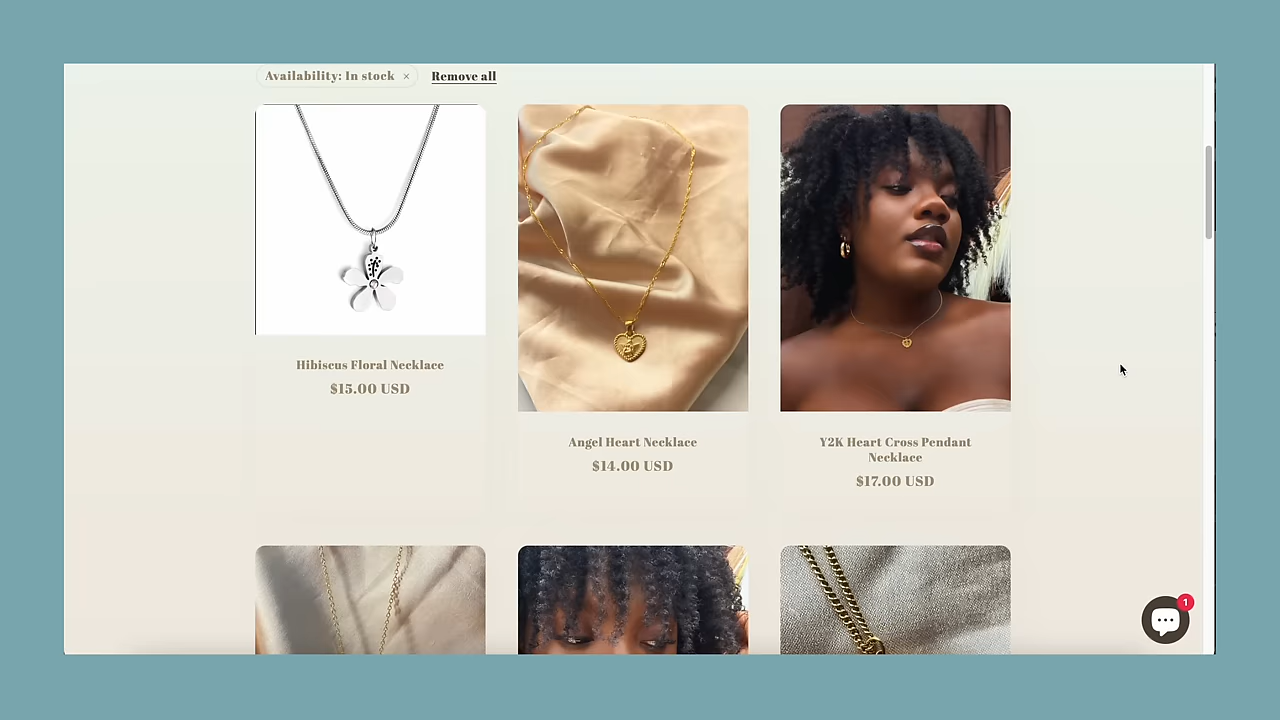 Availability: In stock ×
Remove all
Hibiscus Floral Necklace
$15.00 USD
Angel Heart Necklace
$14.00 USD
Y2K Heart Cross Pendant
Necklace
$17.00 USD
1